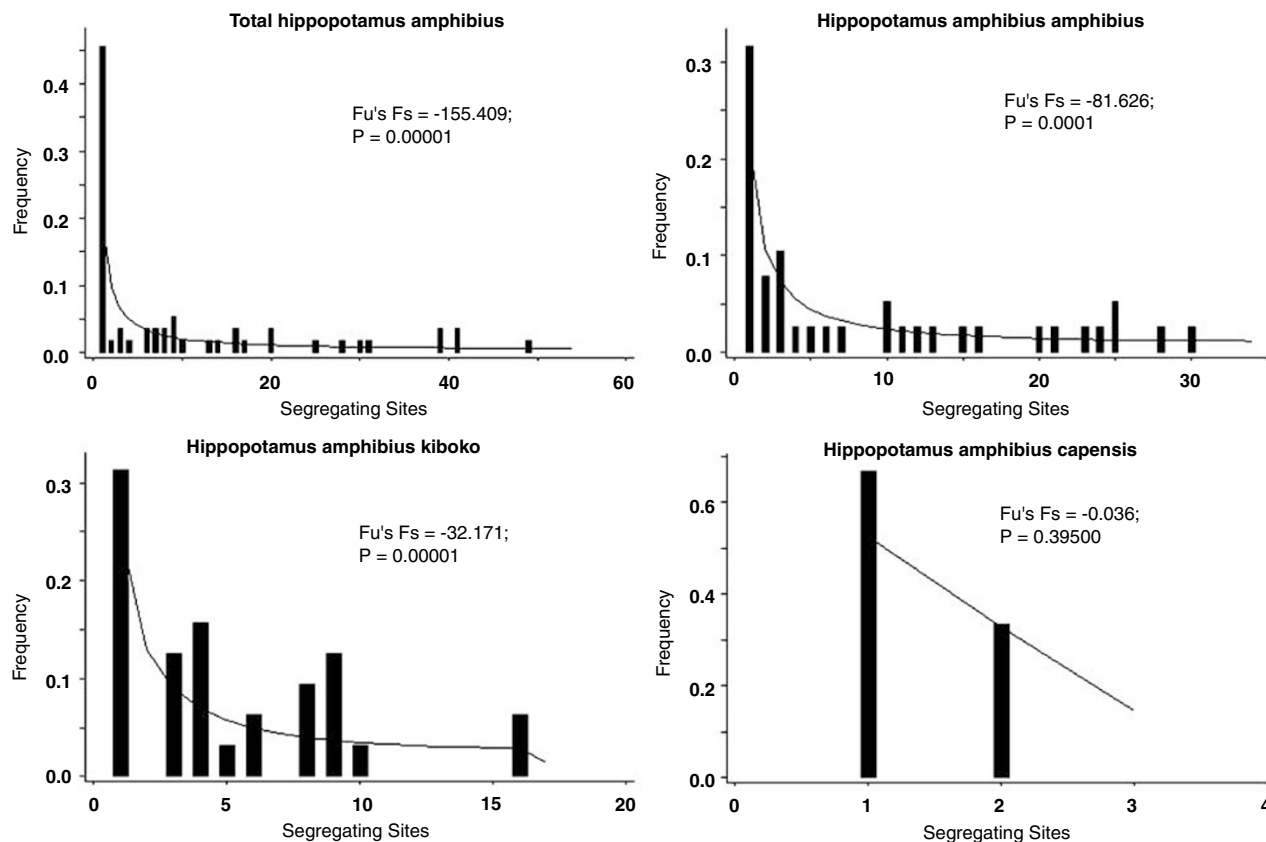 Total hippopotamus amphibius
Frequency
0.4
0.3
0.2
0.1
0.0
Fu's Fs = -155.409;
P = 0.00001
0 20 40 60
Segregating Sites
Hippopotamus amphibius amphibius
Frequency
0.3
0.2
0.1
0.0
Fu's Fs = -81.626;
P = 0.0001
0 10 20 30
Segregating Sites
Hippopotamus amphibius kiboko
Frequency
0.3
0.2
0.1
0.0
Fu's Fs = -32.171;
P = 0.00001
0 5 10 15 20
Segregating Sites
Hippopotamus amphibius capensis
Frequency
0.6
0.4
0.2
0.0
Fu's Fs = -0.036;
P = 0.39500
0 1 2 3 4
Segregating Sites